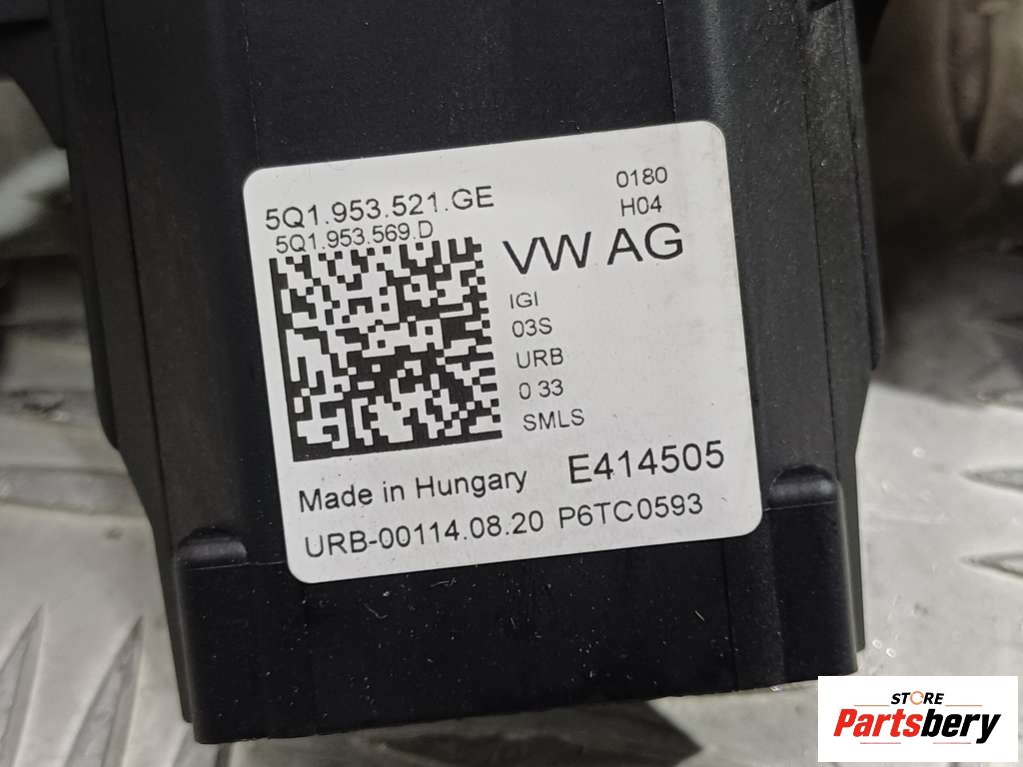 5Q1.953.521.GE
5Q1.953.569.D
0180
H04
VW AG
IGI
03S
URB
0 33
SMLS
Made in Hungary E414505
URB-00114.08.20 P6TC0593
STORE
Partsbery